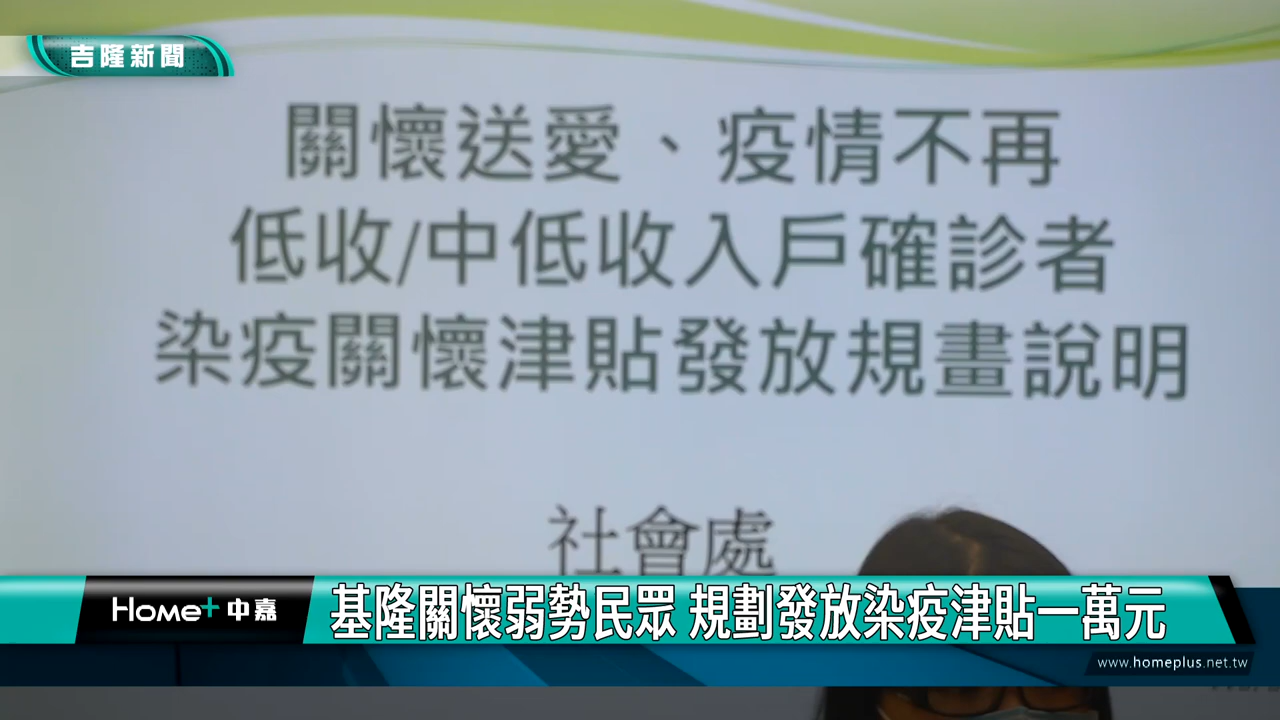 吉隆新聞
關懷送愛、疫情不再
低收/中低收入戶確診者
染疫關懷津貼發放規畫說明
社會處
Home+ 中嘉
基隆關懷弱勢民眾 規劃發放染疫津貼一萬元
www.homeplus.net.tw